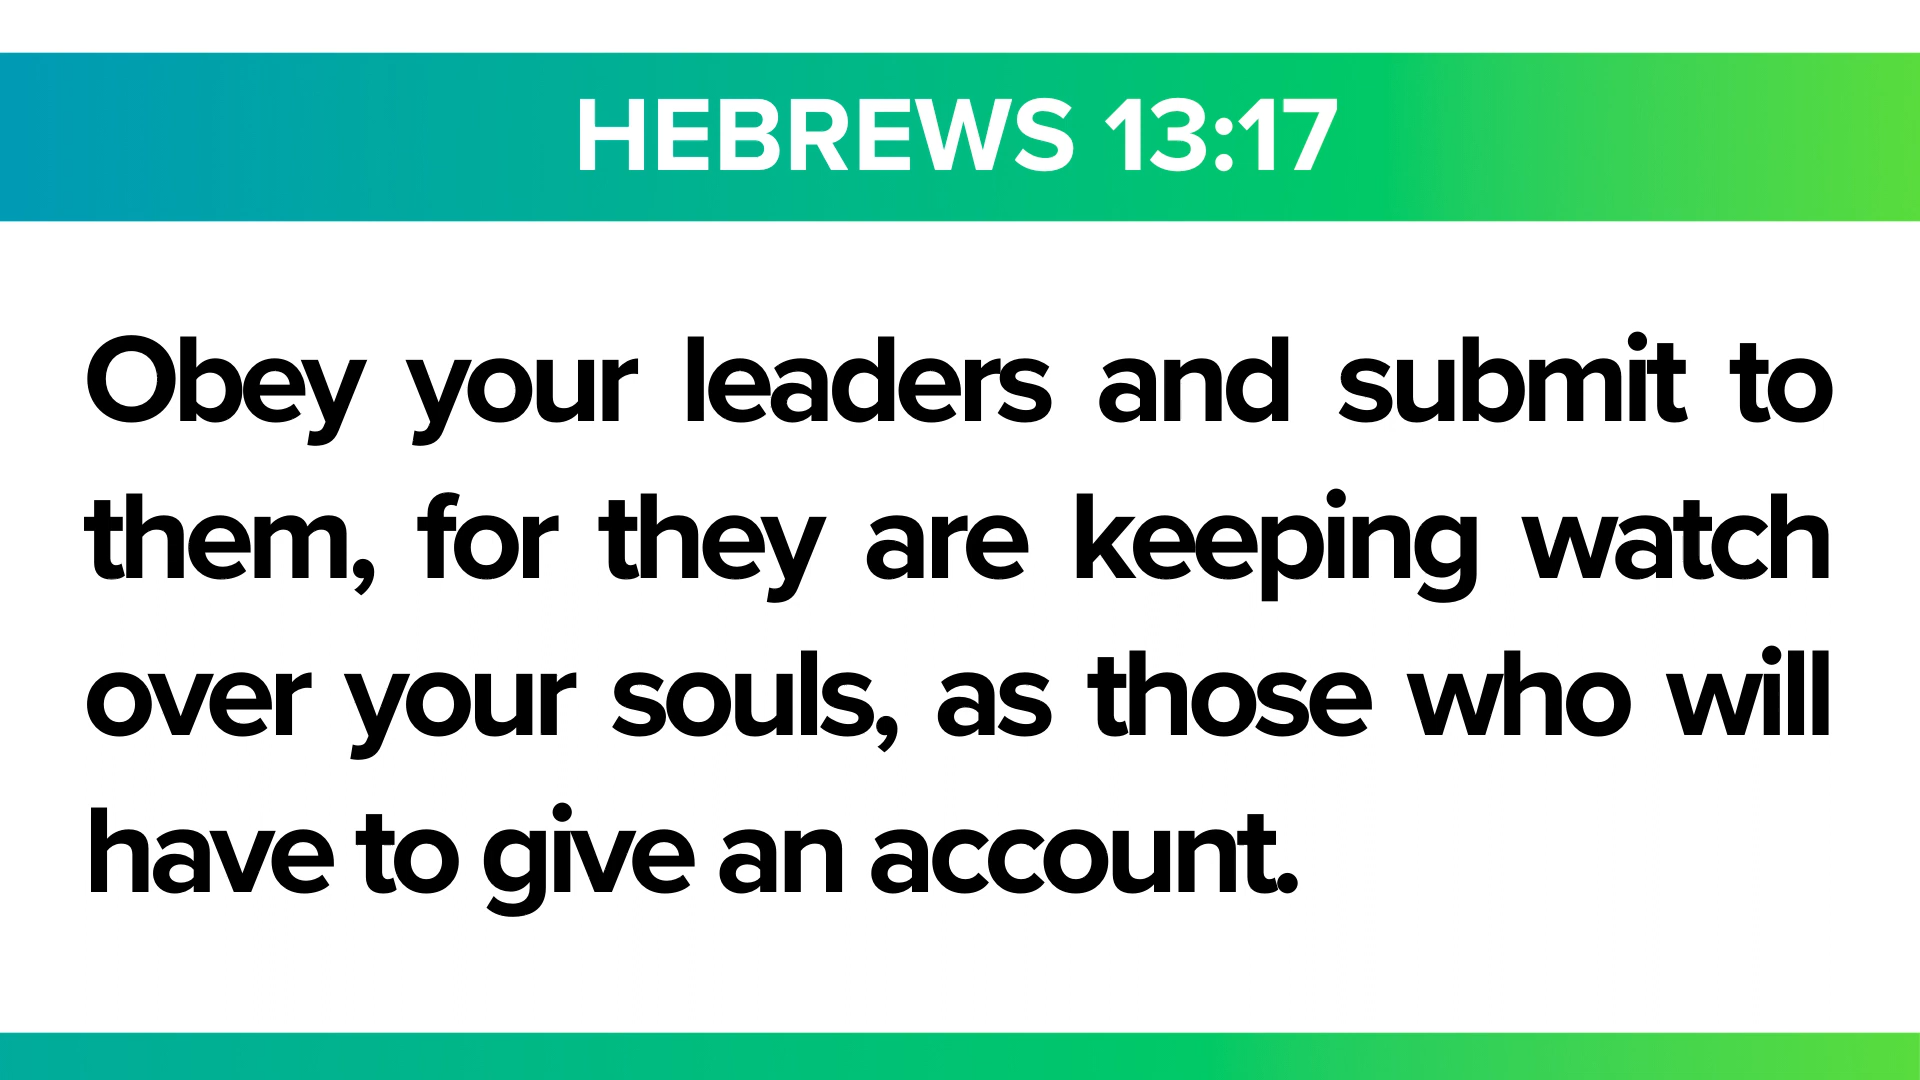 HEBREWS 13:17
Obey your leaders and submit to
them, for they are keeping watch
over your souls, as those who will
have to give an account.